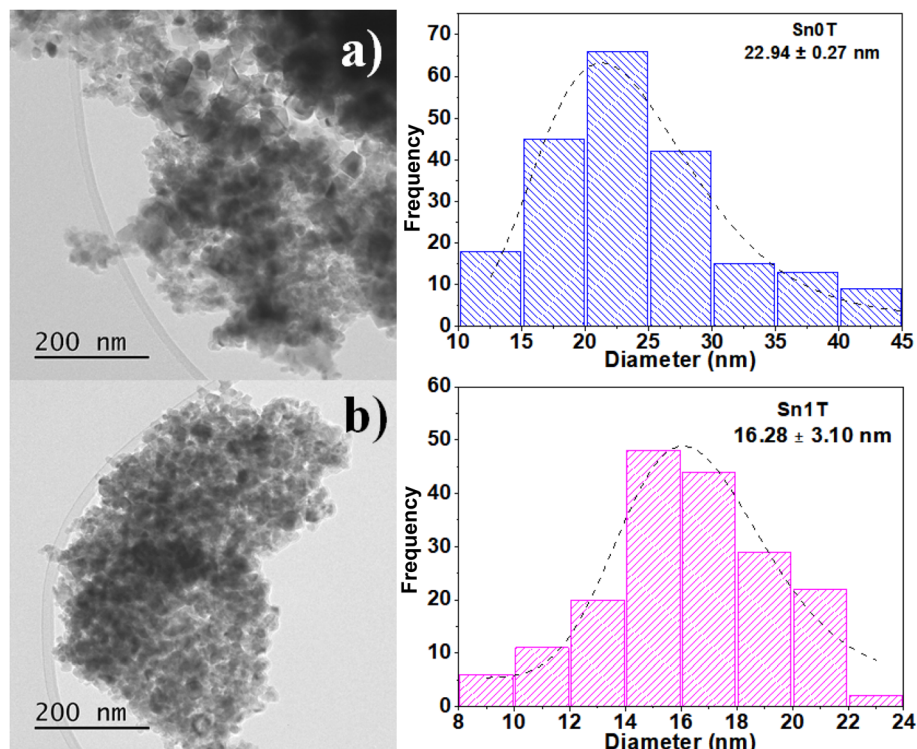 a)
200 nm
Sn0T
22.94 ± 0.27 nm
Frequency
70
60
50
40
30
20
10
0
10 15 20 25 30 35 40 45
Diameter (nm)
b)
200 nm
Sn1T
16.28 ± 3.10 nm
Frequency
60
50
40
30
20
10
0
8 10 12 14 16 18 20 22 24
Diameter (nm)